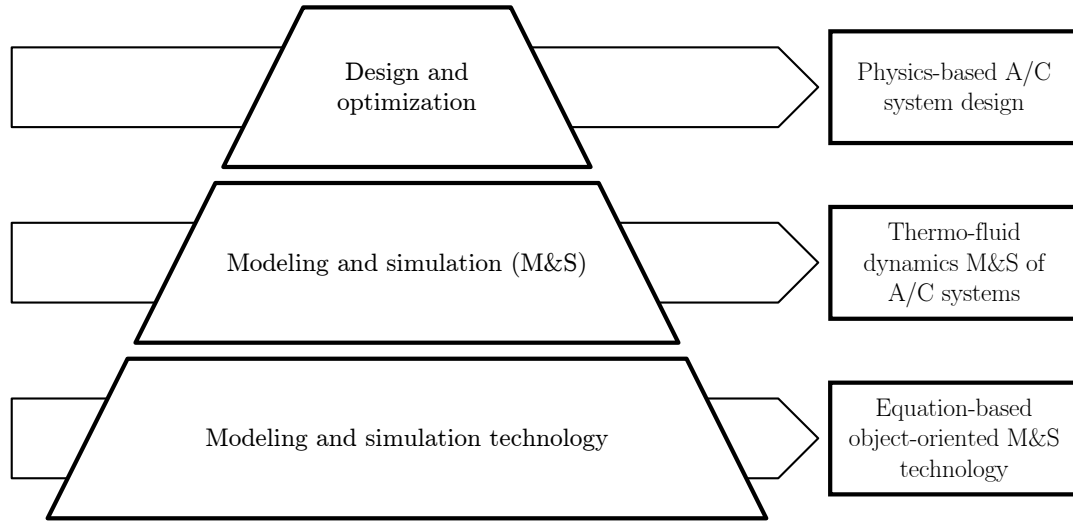 Design and
optimization
Physics-based A/C
system design
Modeling and simulation (M&S)
Thermo-fluid
dynamics M&S of
A/C systems
Modeling and simulation technology
Equation-based
object-oriented M&S
technology